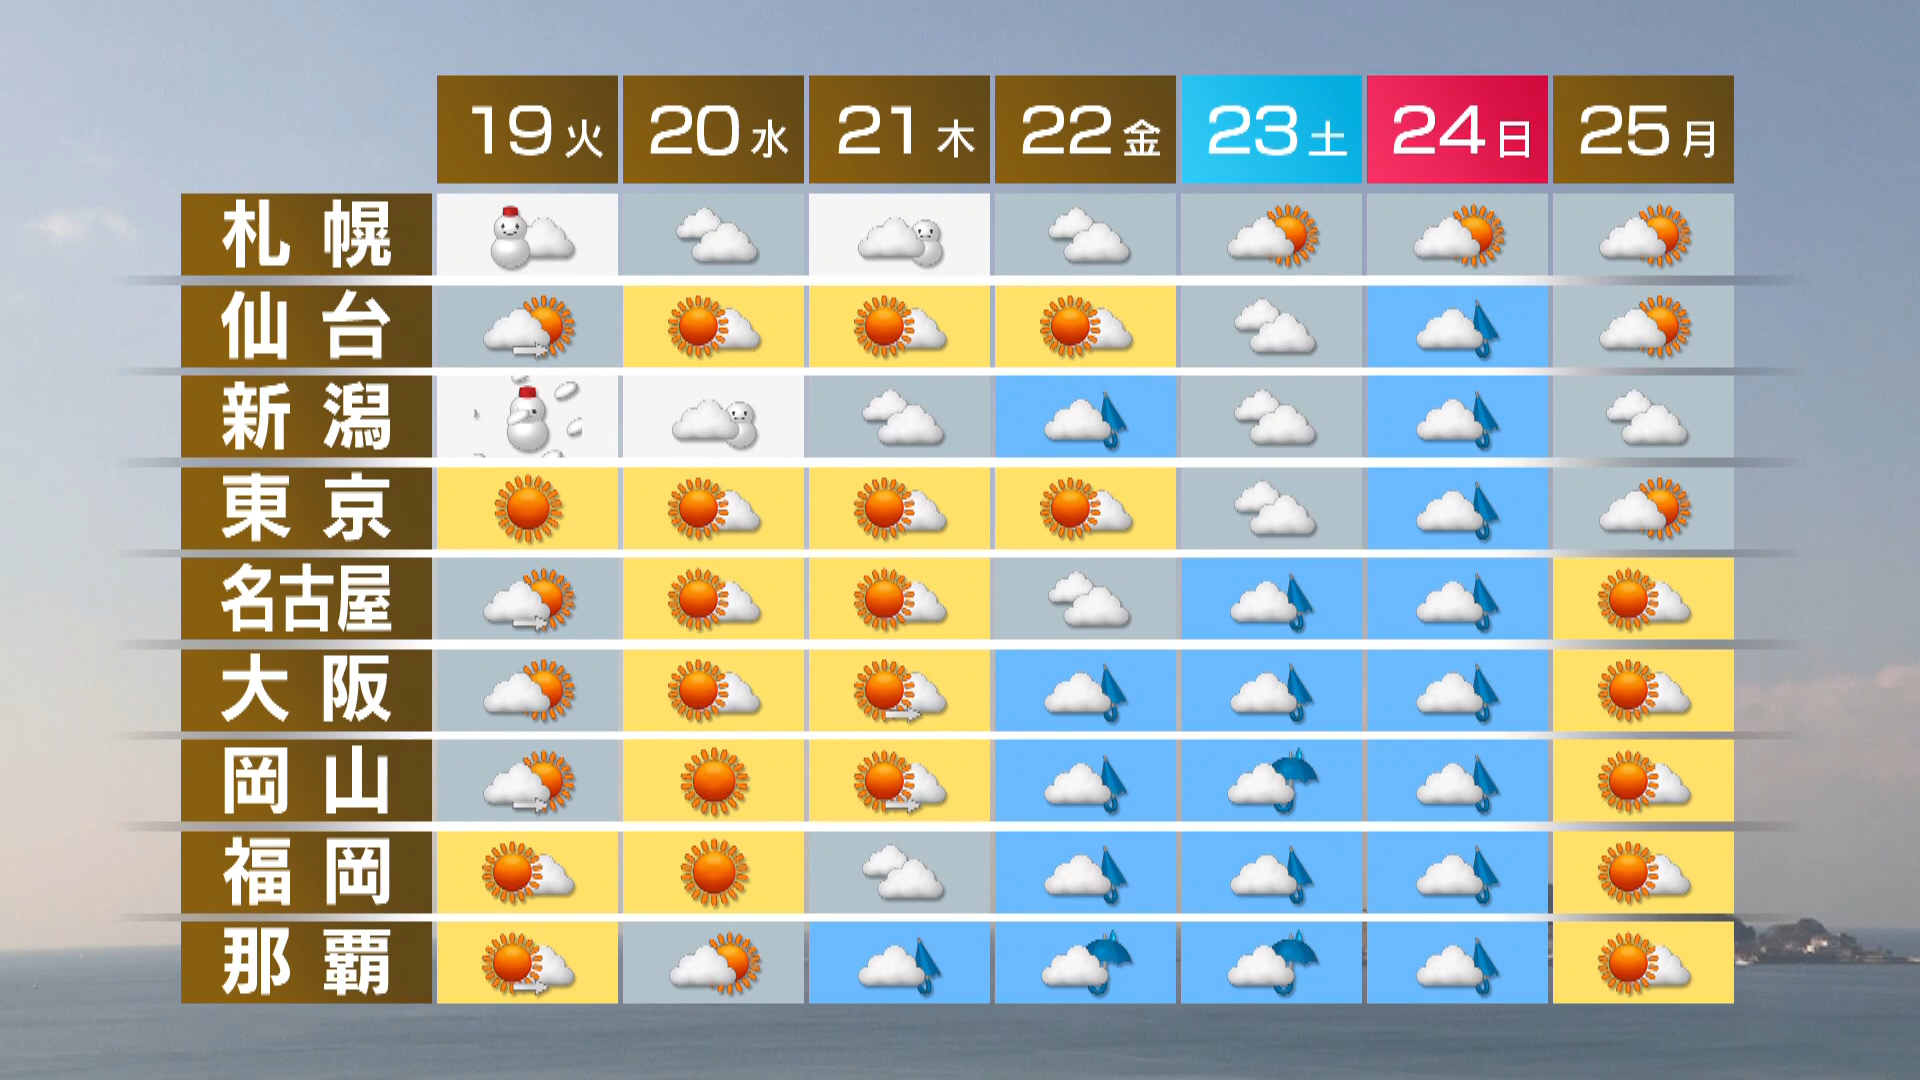 19火 20水 21木 22金 23土 24日 25月
札幌
仙台
新潟
東京
名古屋
大阪
岡山
福岡
那覇